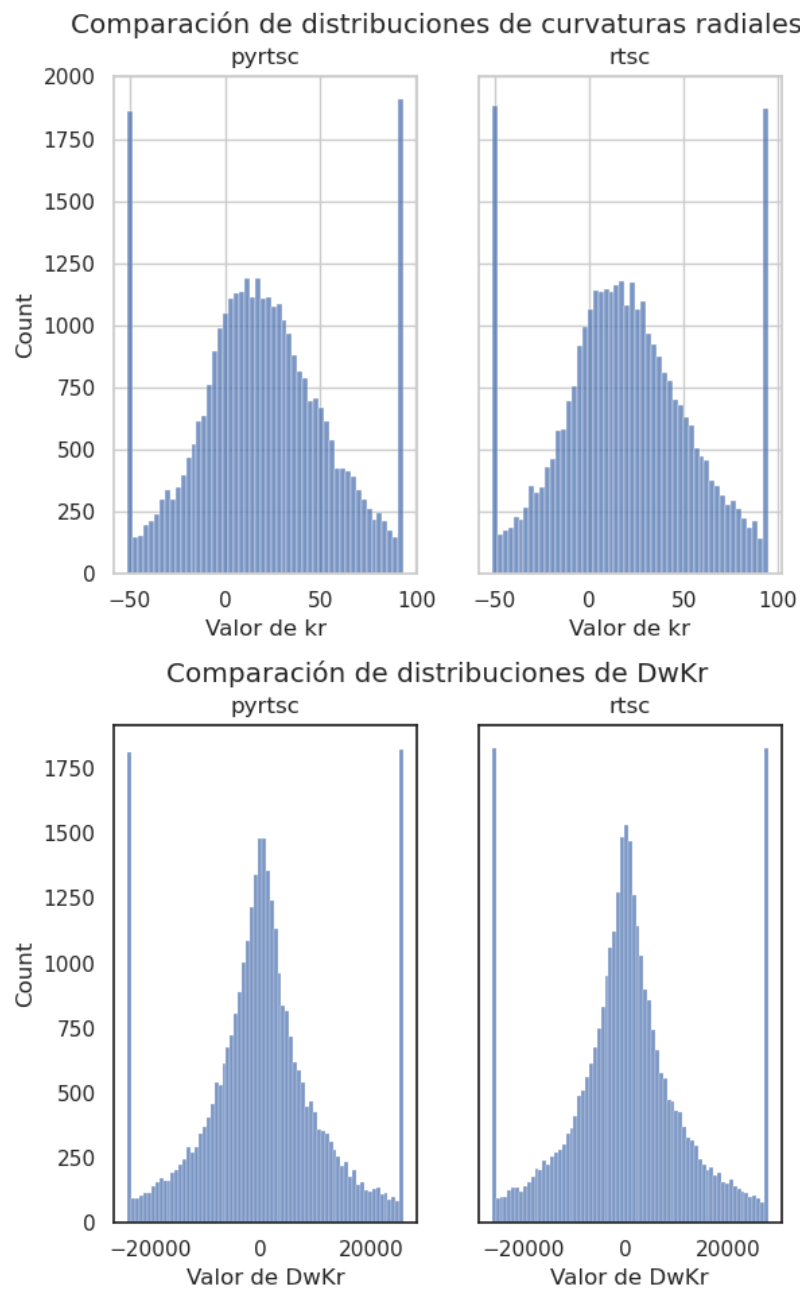 Comparación de distribuciones de curvaturas radiales
pyrtsc rtsc
2000
1750
1500
1250
1000
750
500
250
0
Count
−50 0 50 100 −50 0 50 100
Valor de kr Valor de kr
Comparación de distribuciones de DwKr
pyrtsc rtsc
1750
1500
1250
1000
750
500
250
0
Count
−20000 0 20000 −20000 0 20000
Valor de DwKr Valor de DwKr